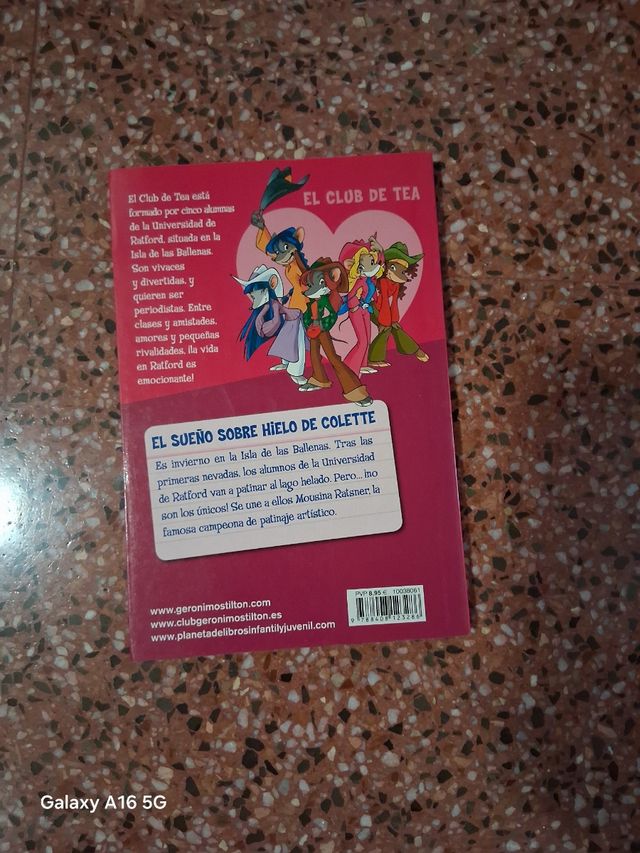 El Club de Tea está
formado por cinco alumnas
de la Universidad de
Ratford, situada en la
Isla de las Ballenas.
Son vivaces
y divertidas, y
quieren ser
periodistas. Entre
clases y amistades,
amores y pequeñas
rivalidades, ¡la vida
en Ratford es
emocionante!
EL CLUB DE TEA
EL SUEÑO SOBRE HIELO DE COLETTE
Es invierno en la Isla de las Ballenas. Tras las
primeras nevadas, los alumnos de la Universidad
de Ratford van a patinar al lago helado. Pero... ¡no
son los únicos! Se une a ellos Mousina Ratsner, la
famosa campeona de patinaje artístico.
www.geronimostilton.com
www.clubgeronimostilton.es
www.planetadelibrosinfantilyjuvenil.com
PVP 8,95 € 10038061
9 788408 123286
Galaxy A16 5G